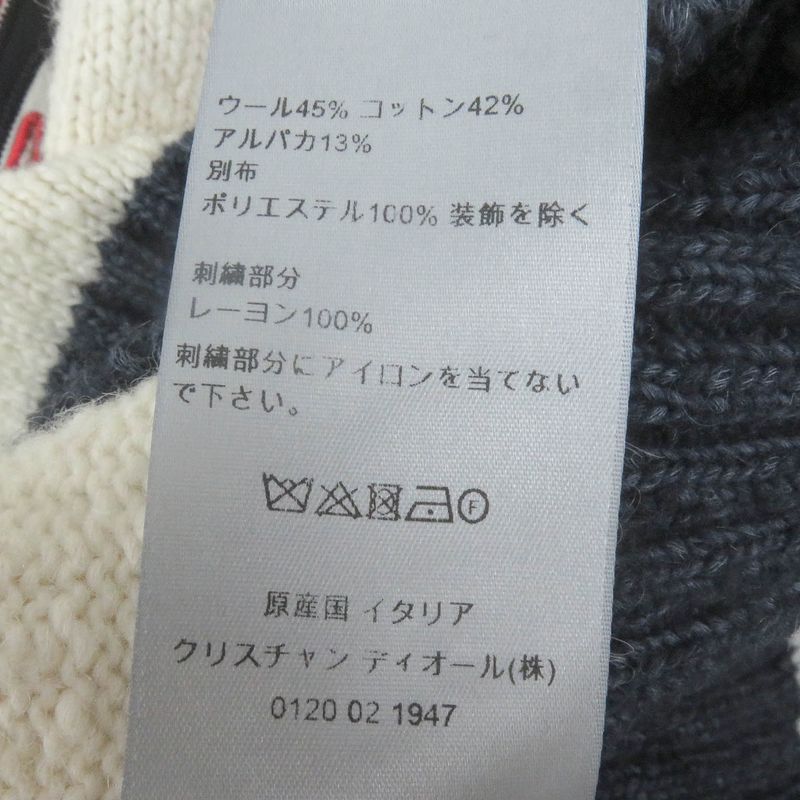 ウール45% コットン42%
アルパカ13%
別布
ポリエステル100% 装飾を除く
刺繍部分
レーヨン100%
刺繍部分にアイロンを当てない
で下さい。
F
原産国 イタリア
クリスチャン ディオール(株)
0120 02 1947